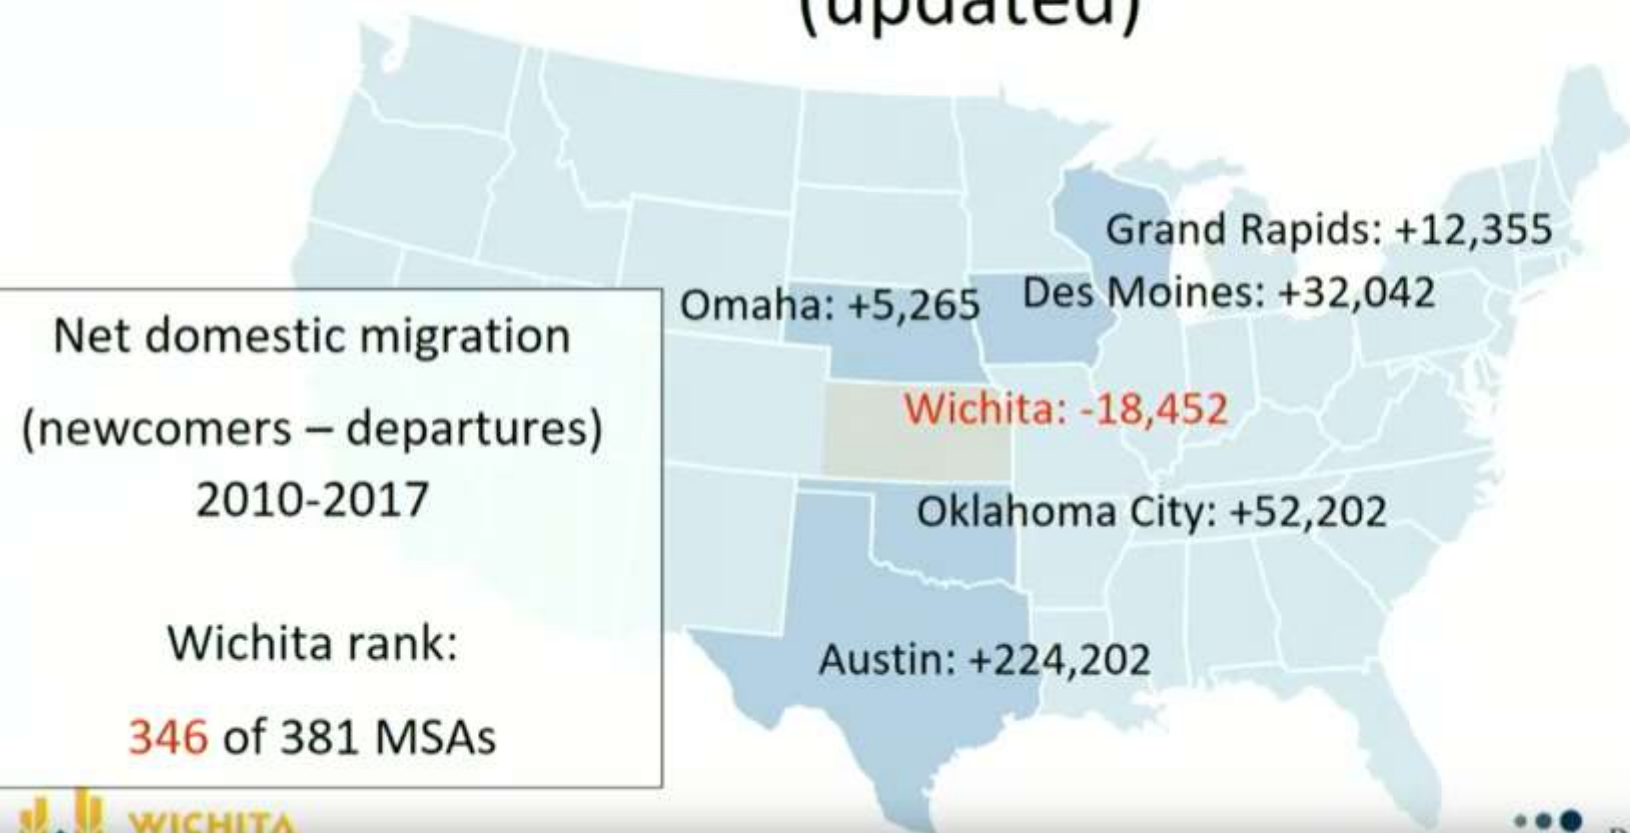 (updated)
Grand Rapids: +12,355
Omaha: +5,265
Des Moines: +32,042
Net domestic migration
(newcomers – departures)
2010-2017
Wichita: -18,452
Oklahoma City: +52,202
Wichita rank:
Austin: +224,202
346 of 381 MSAs
WICHITA